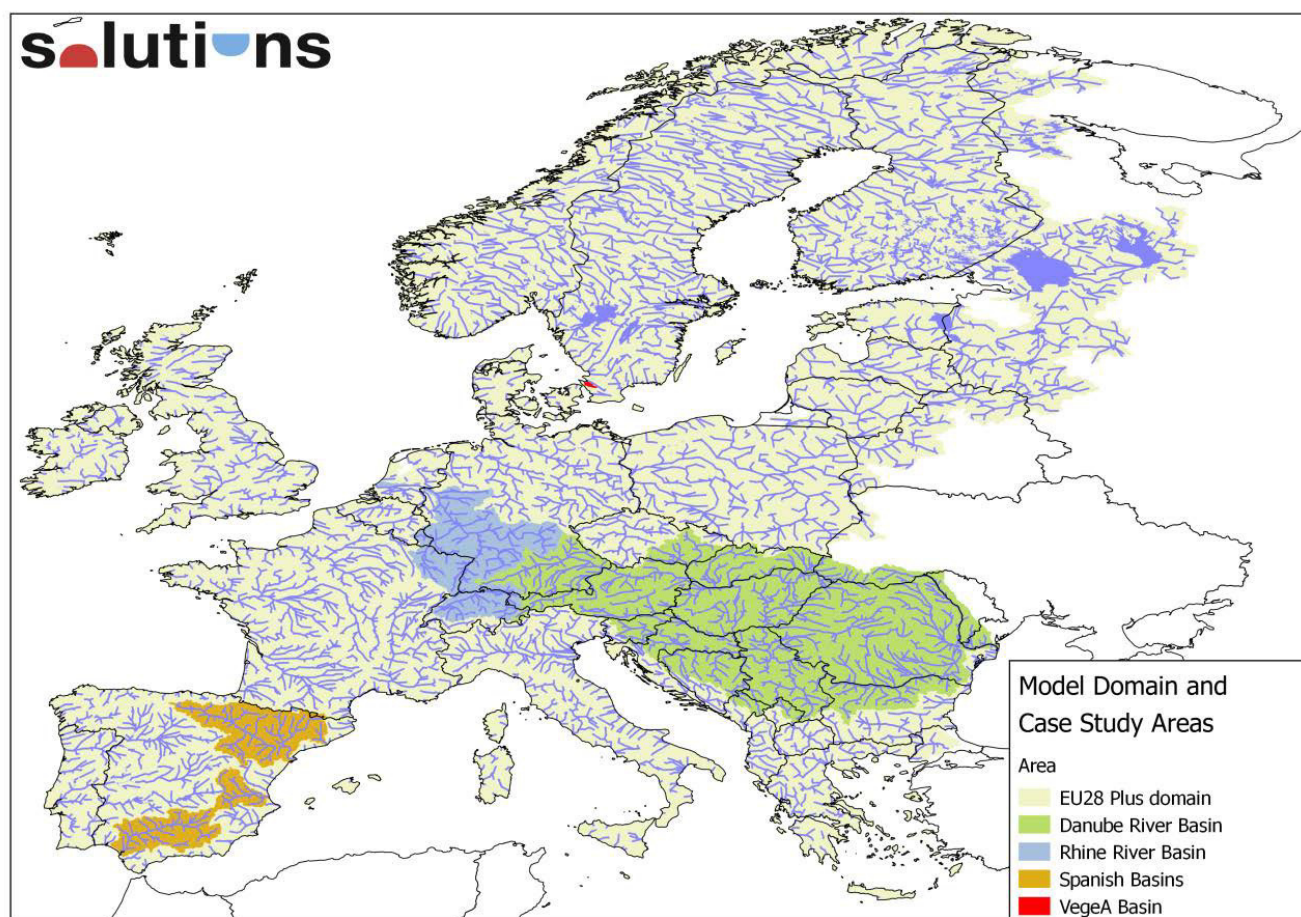 solutions
Model Domain and
Case Study Areas
Area
EU28 Plus domain
Danube River Basin
Rhine River Basin
Spanish Basins
VegeA Basin